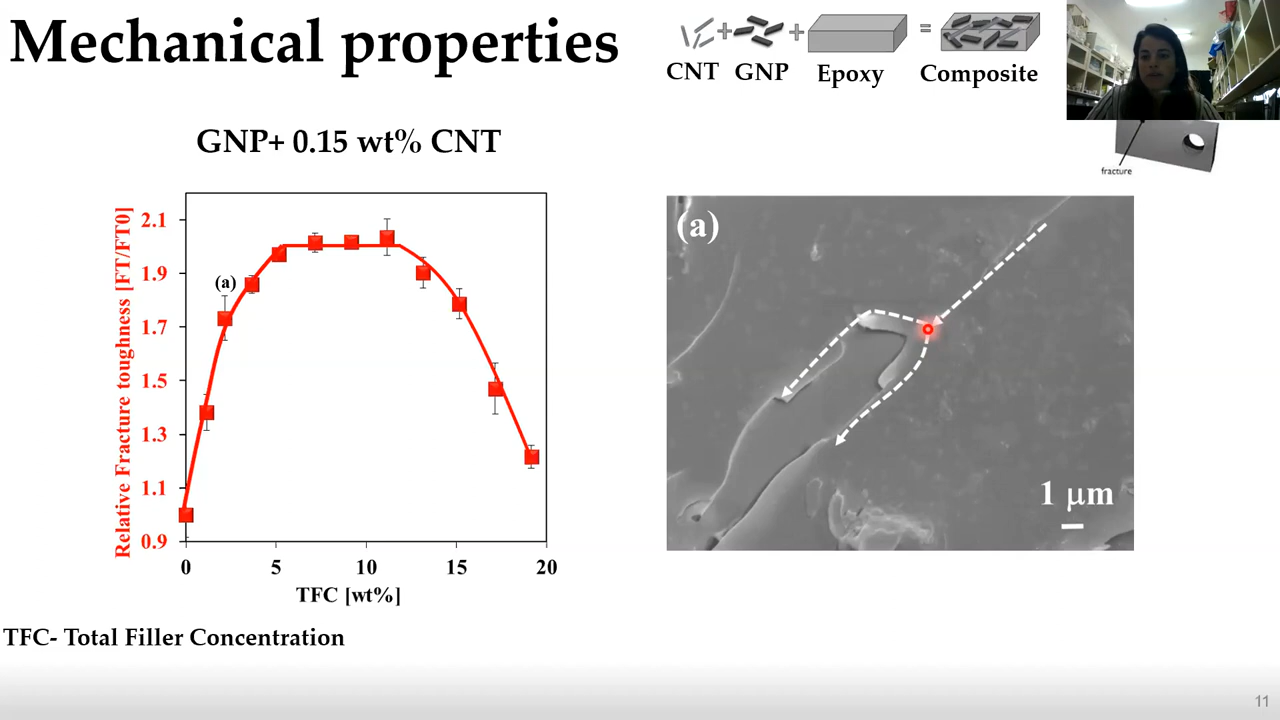 Mechanical properties
CNT + GNP + Epoxy = Composite
GNP+ 0.15 wt% CNT
fracture
Relative Fracture toughness [FT/FT0]
2.1
1.9
1.7
1.5
1.3
1.1
0.9
(a)
0 5 10 15 20
TFC [wt%]
(a)
1 μm
TFC- Total Filler Concentration
11